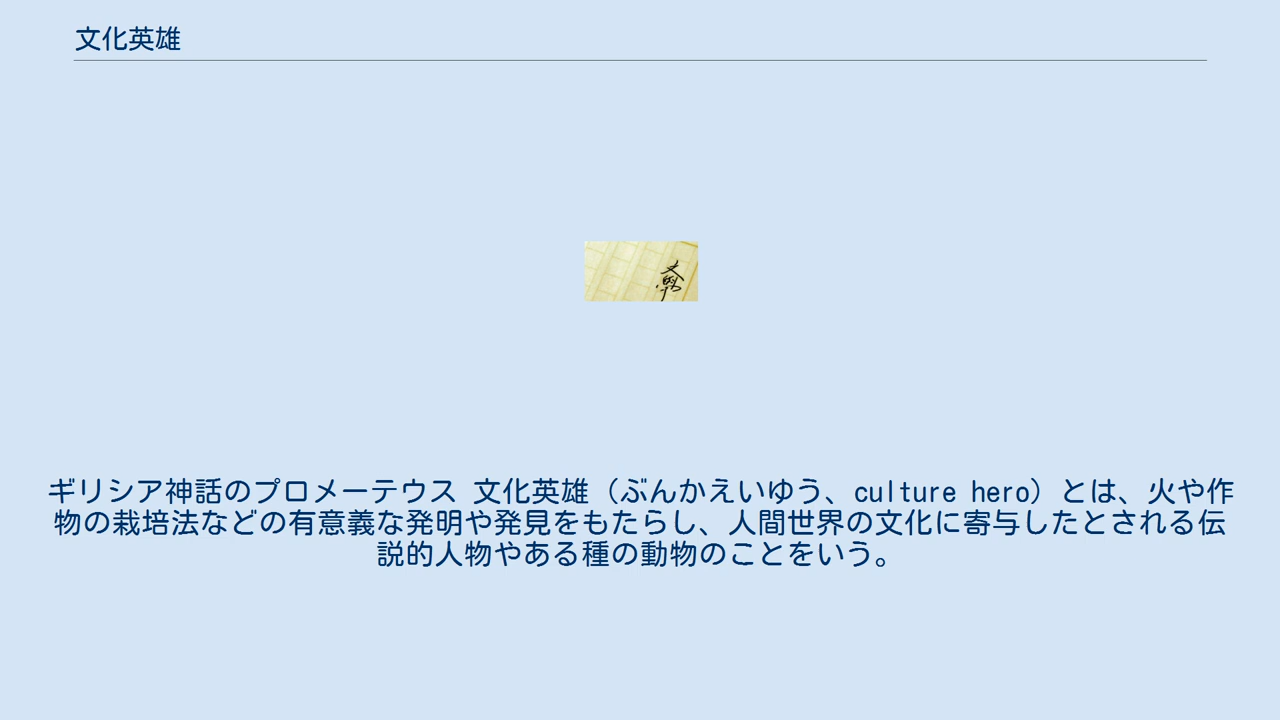 文化英雄
ギリシア神話のプロメーテウス 文化英雄（ぶんかえいゆう、culture hero）とは、火や作
物の栽培法などの有意義な発明や発見をもたらし、人間世界の文化に寄与したとされる伝
説的人物やある種の動物のことをいう。